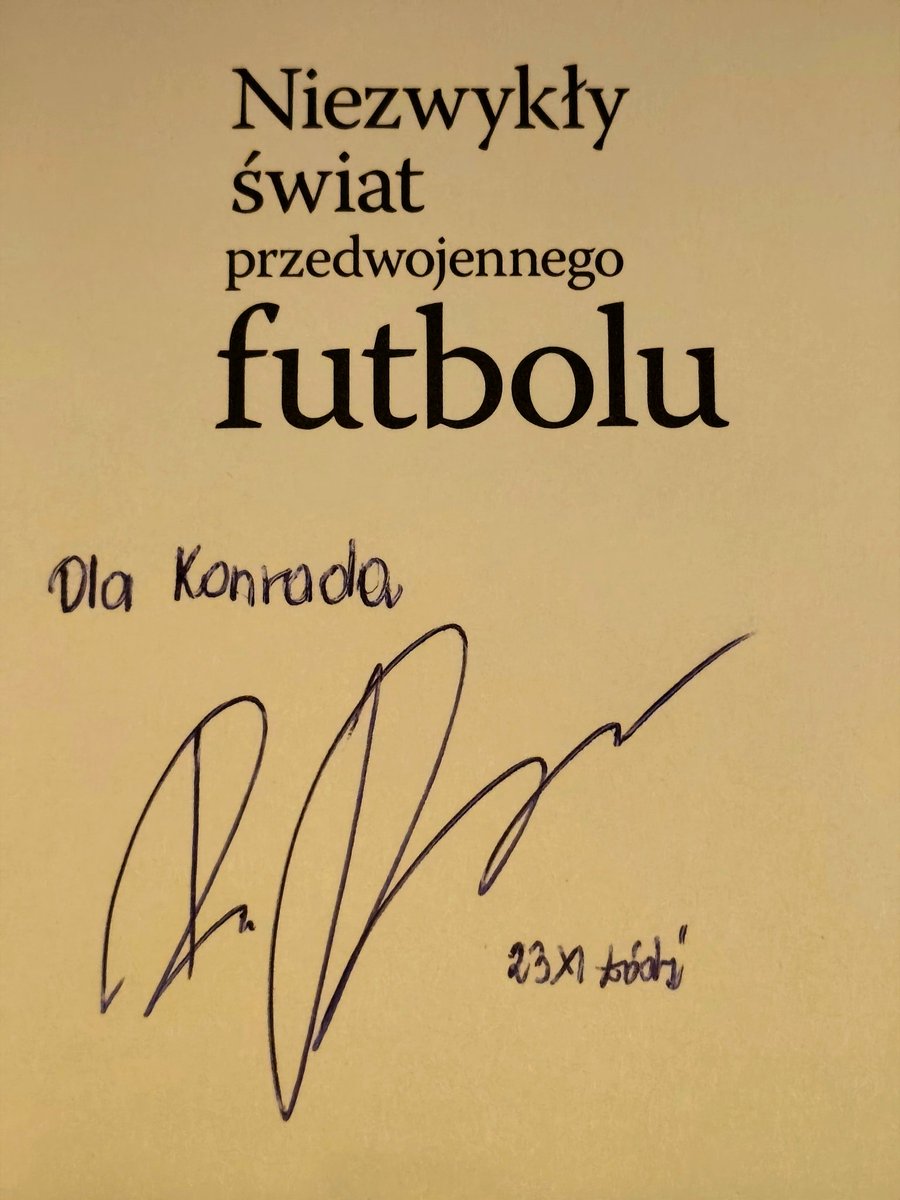 Niezwykły
świat
przedwojennego
futbolu
Dla Konrada
23 XI Łódź